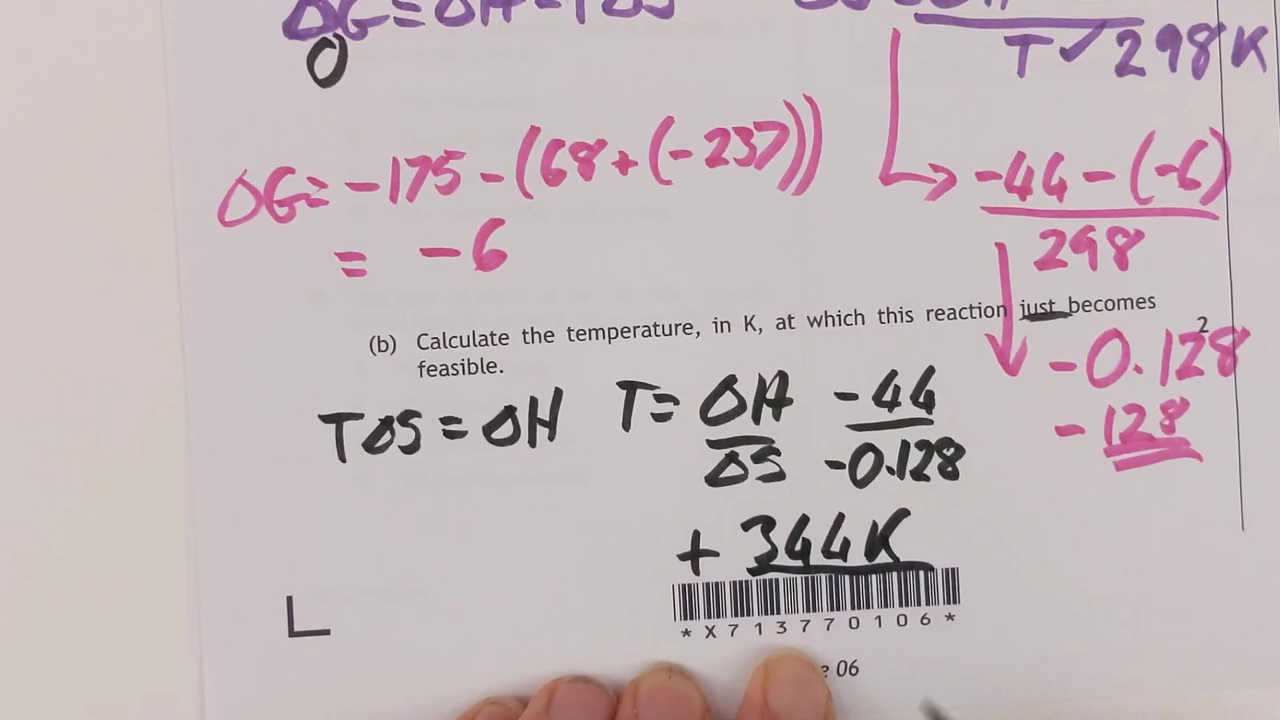 ΔG = ΔH - TΔS
0
T ✓ 298 K
ΔG = -175 - (68 + (-237))
= -6
-44 - (-6)
298
-0.128
-128
(b) Calculate the temperature, in K, at which this reaction just becomes
feasible.
2
TΔS = ΔH T = ΔH/ΔS -44/-0.128
+ 344K
* X 7 1 3 7 7 0 1 0 6 *
06